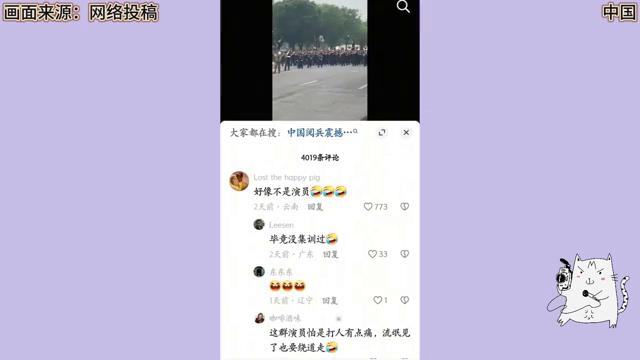 画面来源：网络投稿
中国
大家都在搜：中国阅兵震撼…
4019条评论
Lost the happy pig
好像不是演员🤣🤣🤣
2天前·云南 回复
773
Leesen
毕竟没集训过🤣
2天前·广东 回复
33
东东东
😆😆😆
1天前·辽宁 回复
1
咖啡酒味
这群演员怕是打人有点痛，流氓见
了也要绕道走🤣